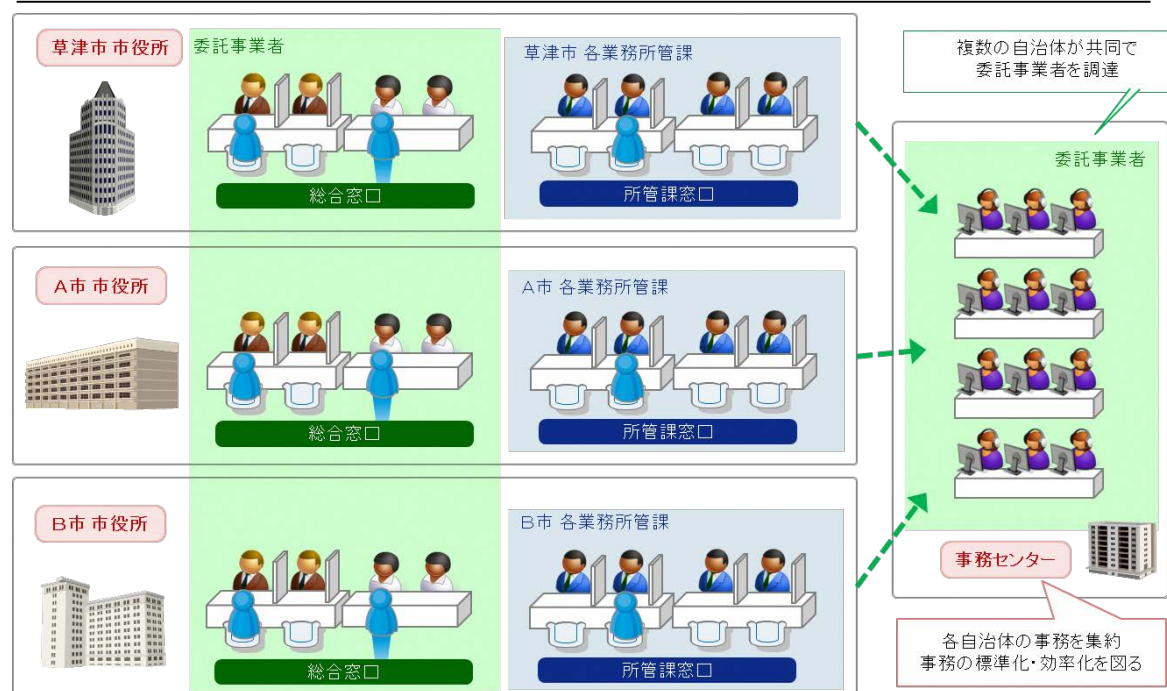 草津市 市役所
委託事業者
草津市 各業務所管課
総合窓口
所管課窓口
A市 市役所
A市 各業務所管課
総合窓口
所管課窓口
B市 市役所
B市 各業務所管課
総合窓口
所管課窓口
複数の自治体が共同で
委託事業者を調達
委託事業者
事務センター
各自治体の事務を集約
事務の標準化・効率化を図る